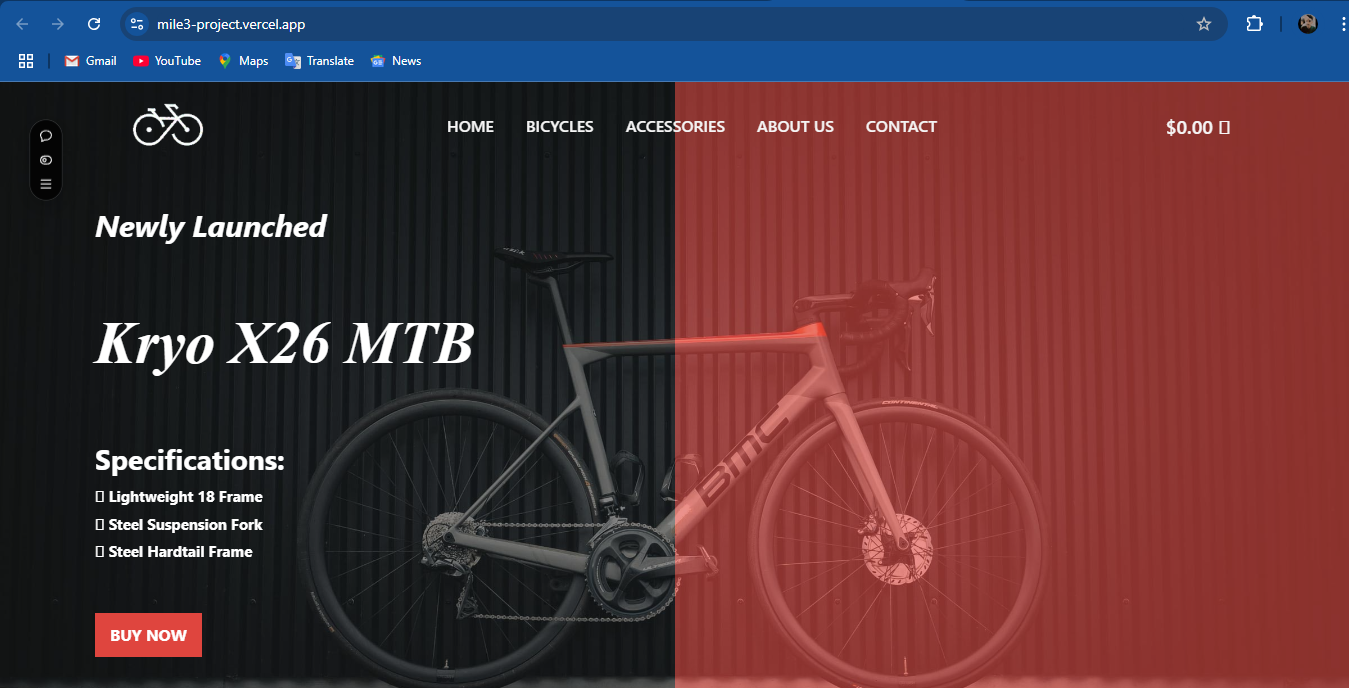 mile3-project.vercel.app
Gmail YouTube Maps Translate News
HOME BICYCLES ACCESSORIES ABOUT US CONTACT $0.00
Newly Launched
Kryo X26 MTB
Specifications:
Lightweight 18 Frame
Steel Suspension Fork
Steel Hardtail Frame
BMC
BUY NOW